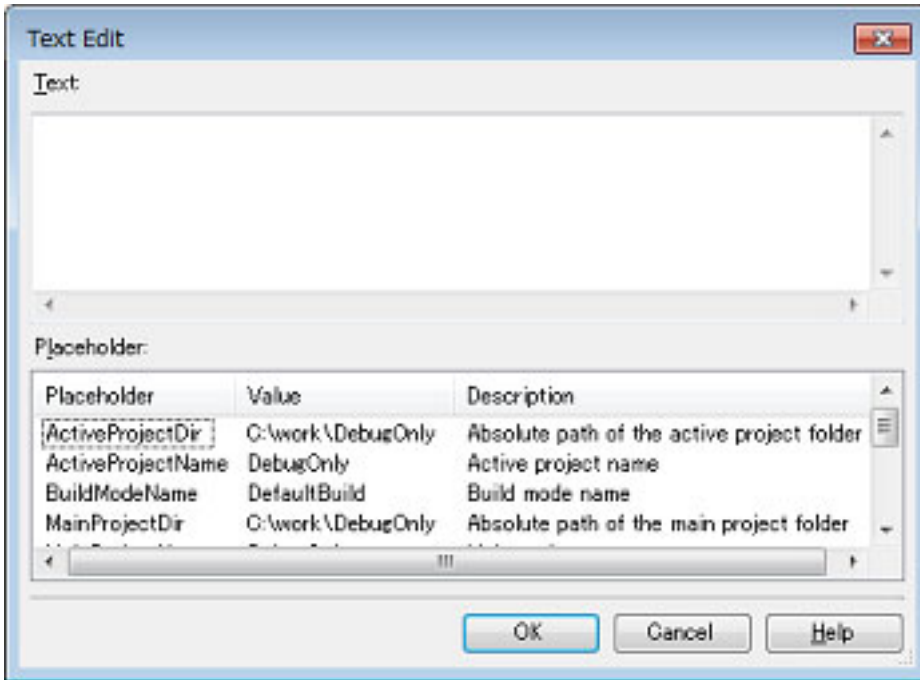 Text Edit
Text:
Placeholder:
Placeholder Value Description
ActiveProjectDir C:\work\DebugOnly Absolute path of the active project folder
ActiveProjectName DebugOnly Active project name
BuildModeName DefaultBuild Build mode name
MainProjectDir C:\work\DebugOnly Absolute path of the main project folder
OK Cancel Help